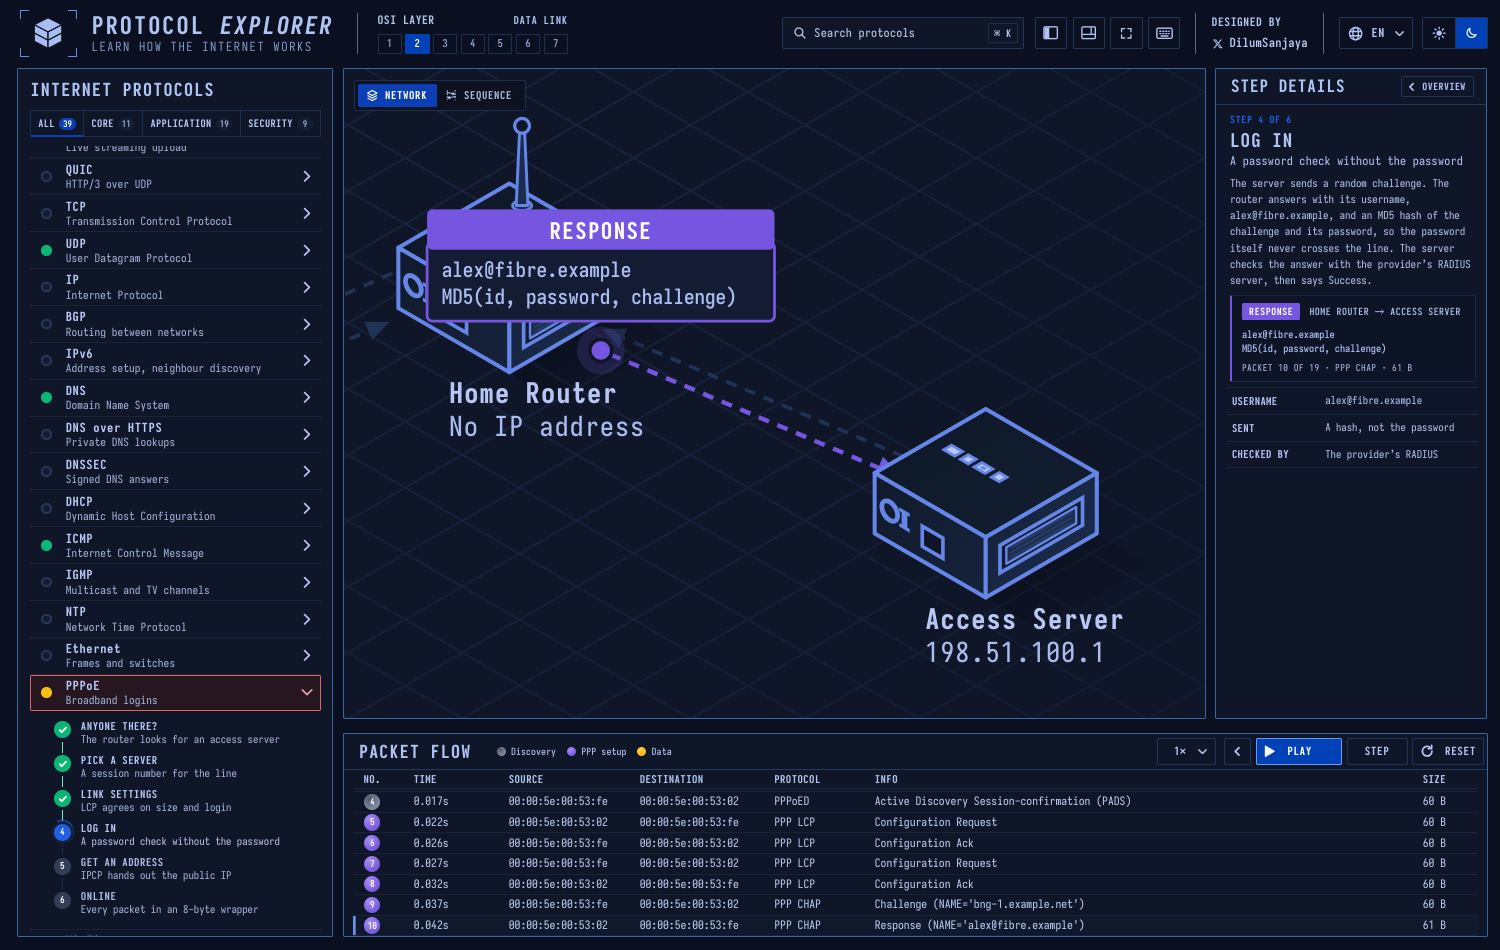 PROTOCOL EXPLORER
LEARN HOW THE INTERNET WORKS
OSI LAYER DATA LINK
1 2 3 4 5 6 7
Search protocols ⌘ K
DESIGNED BY
DilumSanjaya
EN
INTERNET PROTOCOLS
ALL 39 CORE 11 APPLICATION 19 SECURITY 9
Live streaming upload
QUIC
HTTP/3 over UDP
TCP
Transmission Control Protocol
UDP
User Datagram Protocol
IP
Internet Protocol
BGP
Routing between networks
IPv6
Address setup, neighbour discovery
DNS
Domain Name System
DNS over HTTPS
Private DNS lookups
DNSSEC
Signed DNS answers
DHCP
Dynamic Host Configuration
ICMP
Internet Control Message
IGMP
Multicast and TV channels
NTP
Network Time Protocol
Ethernet
Frames and switches
PPPoE
Broadband logins
ANYONE THERE?
The router looks for an access server
PICK A SERVER
A session number for the line
LINK SETTINGS
LCP agrees on size and login
4 LOG IN
A password check without the password
5 GET AN ADDRESS
IPCP hands out the public IP
6 ONLINE
Every packet in an 8-byte wrapper
NETWORK SEQUENCE
RESPONSE
alex@fibre.example
MD5(id, password, challenge)
Home Router
No IP address
Access Server
198.51.100.1
STEP DETAILS OVERVIEW
STEP 4 OF 6
LOG IN
A password check without the password
The server sends a random challenge. The
router answers with its username,
alex@fibre.example, and an MD5 hash of the
challenge and its password, so the password
itself never crosses the line. The server
checks the answer with the provider's RADIUS
server, then says Success.
RESPONSE HOME ROUTER → ACCESS SERVER
alex@fibre.example
MD5(id, password, challenge)
PACKET 10 OF 19 · PPP CHAP · 61 B
USERNAME alex@fibre.example
SENT A hash, not the password
CHECKED BY The provider's RADIUS
PACKET FLOW Discovery PPP setup Data 1× PLAY STEP RESET
NO. TIME SOURCE DESTINATION PROTOCOL INFO SIZE
4 0.017s 00:00:5e:00:53:fe 00:00:5e:00:53:02 PPPoED Active Discovery Session-confirmation (PADS) 60 B
5 0.022s 00:00:5e:00:53:02 00:00:5e:00:53:fe PPP LCP Configuration Request 60 B
6 0.026s 00:00:5e:00:53:fe 00:00:5e:00:53:02 PPP LCP Configuration Ack 60 B
7 0.027s 00:00:5e:00:53:fe 00:00:5e:00:53:02 PPP LCP Configuration Request 60 B
8 0.032s 00:00:5e:00:53:02 00:00:5e:00:53:fe PPP LCP Configuration Ack 60 B
9 0.037s 00:00:5e:00:53:fe 00:00:5e:00:53:02 PPP CHAP Challenge (NAME='bng-1.example.net') 60 B
10 0.042s 00:00:5e:00:53:02 00:00:5e:00:53:fe PPP CHAP Response (NAME='alex@fibre.example') 61 B